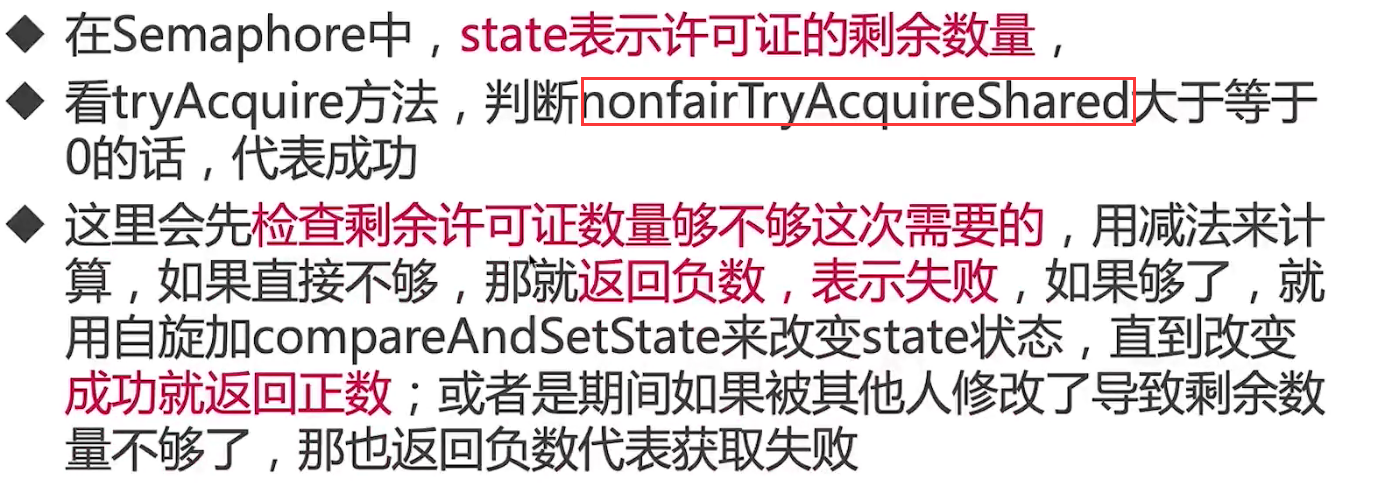 ◆ 在Semaphore中，state表示许可证的剩余数量，
◆ 看tryAcquire方法，判断nonfairTryAcquireShared大于等于
0的话，代表成功
◆ 这里会先检查剩余许可证数量够不够这次需要的，用减法来计
算，如果直接不够，那就返回负数，表示失败，如果够了，就
用自旋加compareAndSetState来改变state状态，直到改变
成功就返回正数；或者是期间如果被其他人修改了导致剩余数
量不够了，那也返回负数代表获取失败